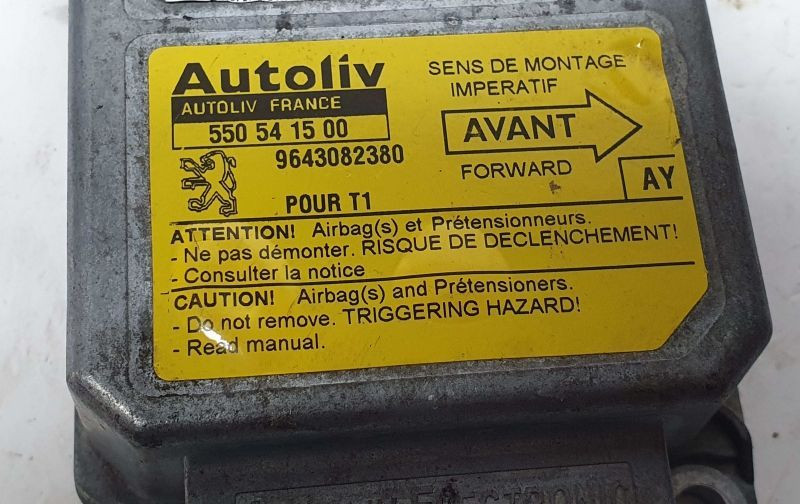 Autoliv
AUTOLIV FRANCE
550 54 15 00
9643082380
POUR T1
SENS DE MONTAGE
IMPERATIF
AVANT
FORWARD
AY
ATTENTION! Airbag(s) et Prétensionneurs.
- Ne pas démonter. RISQUE DE DECLENCHEMENT!
- Consulter la notice
CAUTION! Airbag(s) and Prétensioners.
- Do not remove. TRIGGERING HAZARD!
- Read manual.